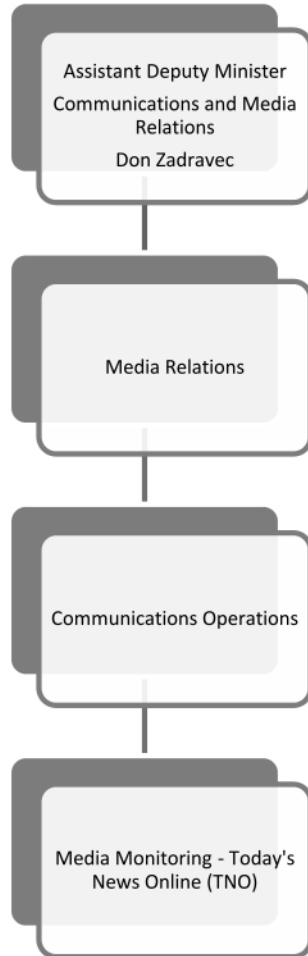 Assistant Deputy Minister
Communications and Media
Relations
Don Zadravec
Media Relations
Communications Operations
Media Monitoring - Today's
News Online (TNO)